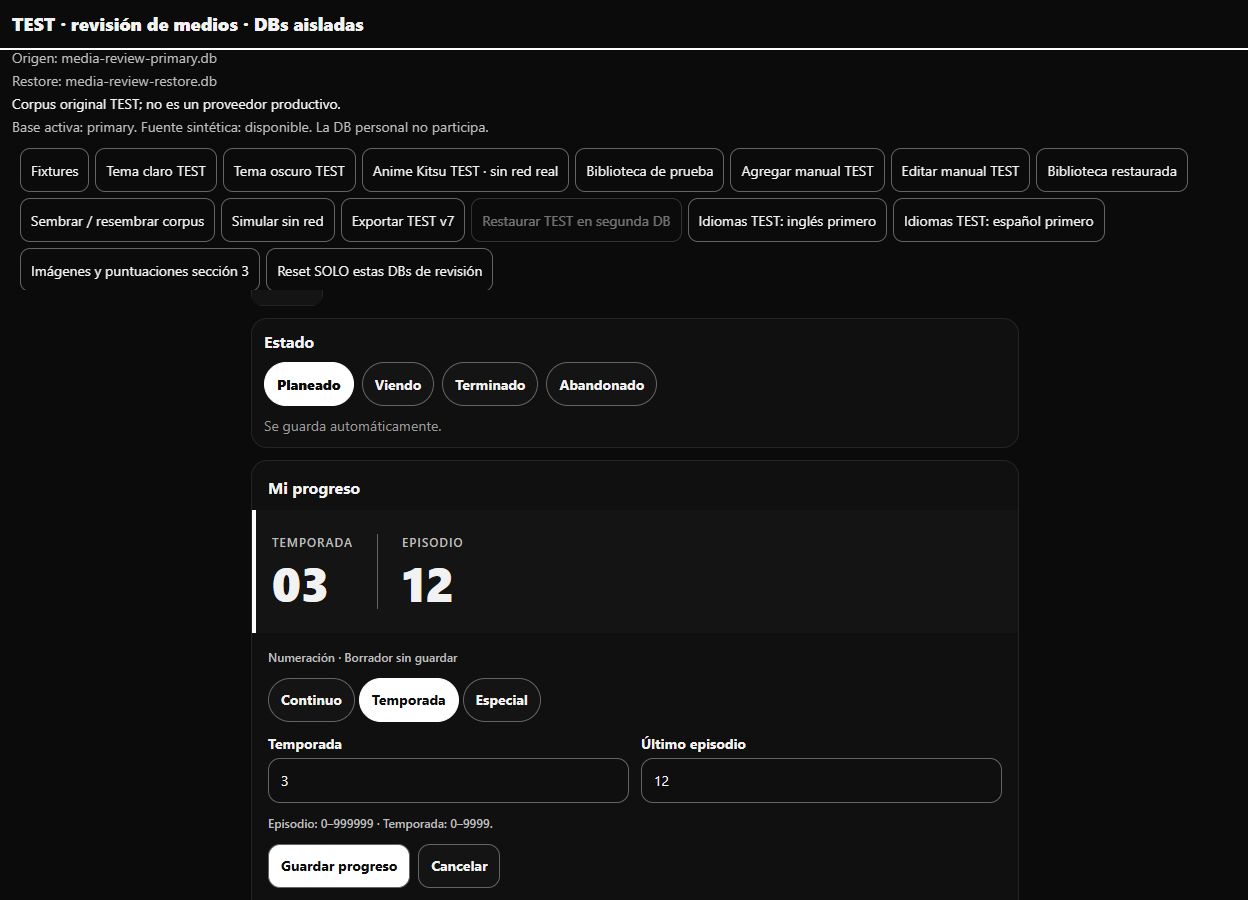 TEST · revisión de medios · DBs aisladas
Origen: media-review-primary.db
Restore: media-review-restore.db
Corpus original TEST; no es un proveedor productivo.
Base activa: primary. Fuente sintética: disponible. La DB personal no participa.
Fixtures Tema claro TEST Tema oscuro TEST Anime Kitsu TEST · sin red real Biblioteca de prueba Agregar manual TEST Editar manual TEST Biblioteca restaurada
Sembrar / resembrar corpus Simular sin red Exportar TEST v7 Restaurar TEST en segunda DB Idiomas TEST: inglés primero Idiomas TEST: español primero
Imágenes y puntuaciones sección 3 Reset SOLO estas DBs de revisión
Estado
Planeado Viendo Terminado Abandonado
Se guarda automáticamente.
Mi progreso
TEMPORADA EPISODIO
03 12
Numeración · Borrador sin guardar
Continuo Temporada Especial
Temporada Último episodio
3 12
Episodio: 0–999999 · Temporada: 0–9999.
Guardar progreso Cancelar